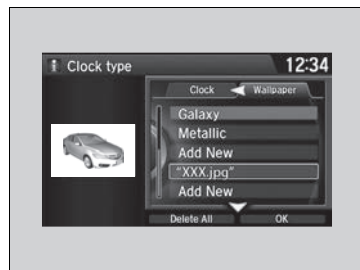 Clock type
12:34
Clock
Wallpaper
Galaxy
Metallic
Add New
"XXX.jpg"
Add New
Delete All
OK